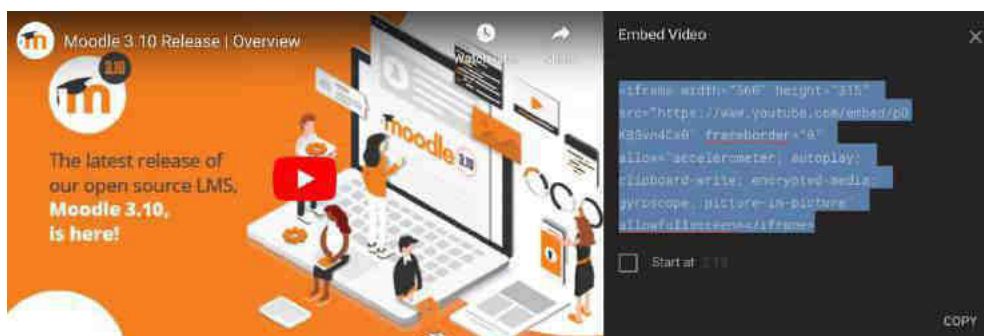 Moodle 3.10 Release | Overview
3.10
m
The latest release of
our open source LMS,
Moodle 3.10,
is here!
moodle 3.10
Embed Video
<iframe width="560" height="315"
src="https://www.youtube.com/embed/
frameborder="0"
allow="accelerometer; autoplay;
clipboard-write; encrypted-media;
gyroscope; picture-in-picture"
allowfullscreen></iframe>
Start at
COPY